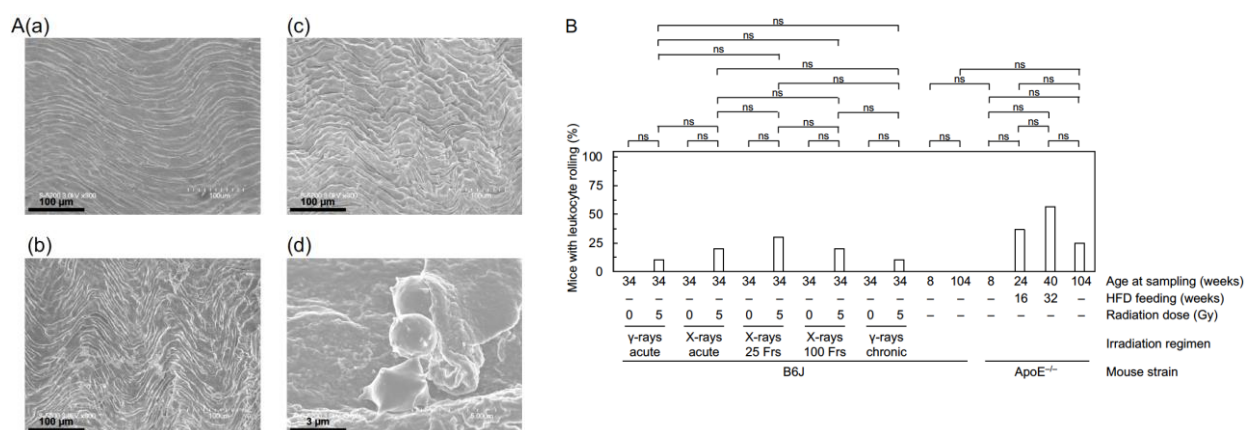 A(a)
100um
100 µm
(b)
100um
100 µm
(c)
100um
100 µm
(d)
5.00um
3 µm
B
ns
ns
ns
ns ns
ns ns ns
ns ns
ns ns ns
ns ns ns
ns ns ns ns ns ns ns ns
Mice with leukocyte rolling (%)
100
75
50
25
0
34 34 34 34 34 34 34 34 34 34 8 104 8 24 40 104 Age at sampling (weeks)
– – – – – – – – – – – – – 16 32 – HFD feeding (weeks)
0 5 0 5 0 5 0 5 0 5 – – – – – – Radiation dose (Gy)
γ-rays acute X-rays acute X-rays 25 Frs X-rays 100 Frs γ-rays chronic Irradiation regimen
B6J ApoE–/– Mouse strain